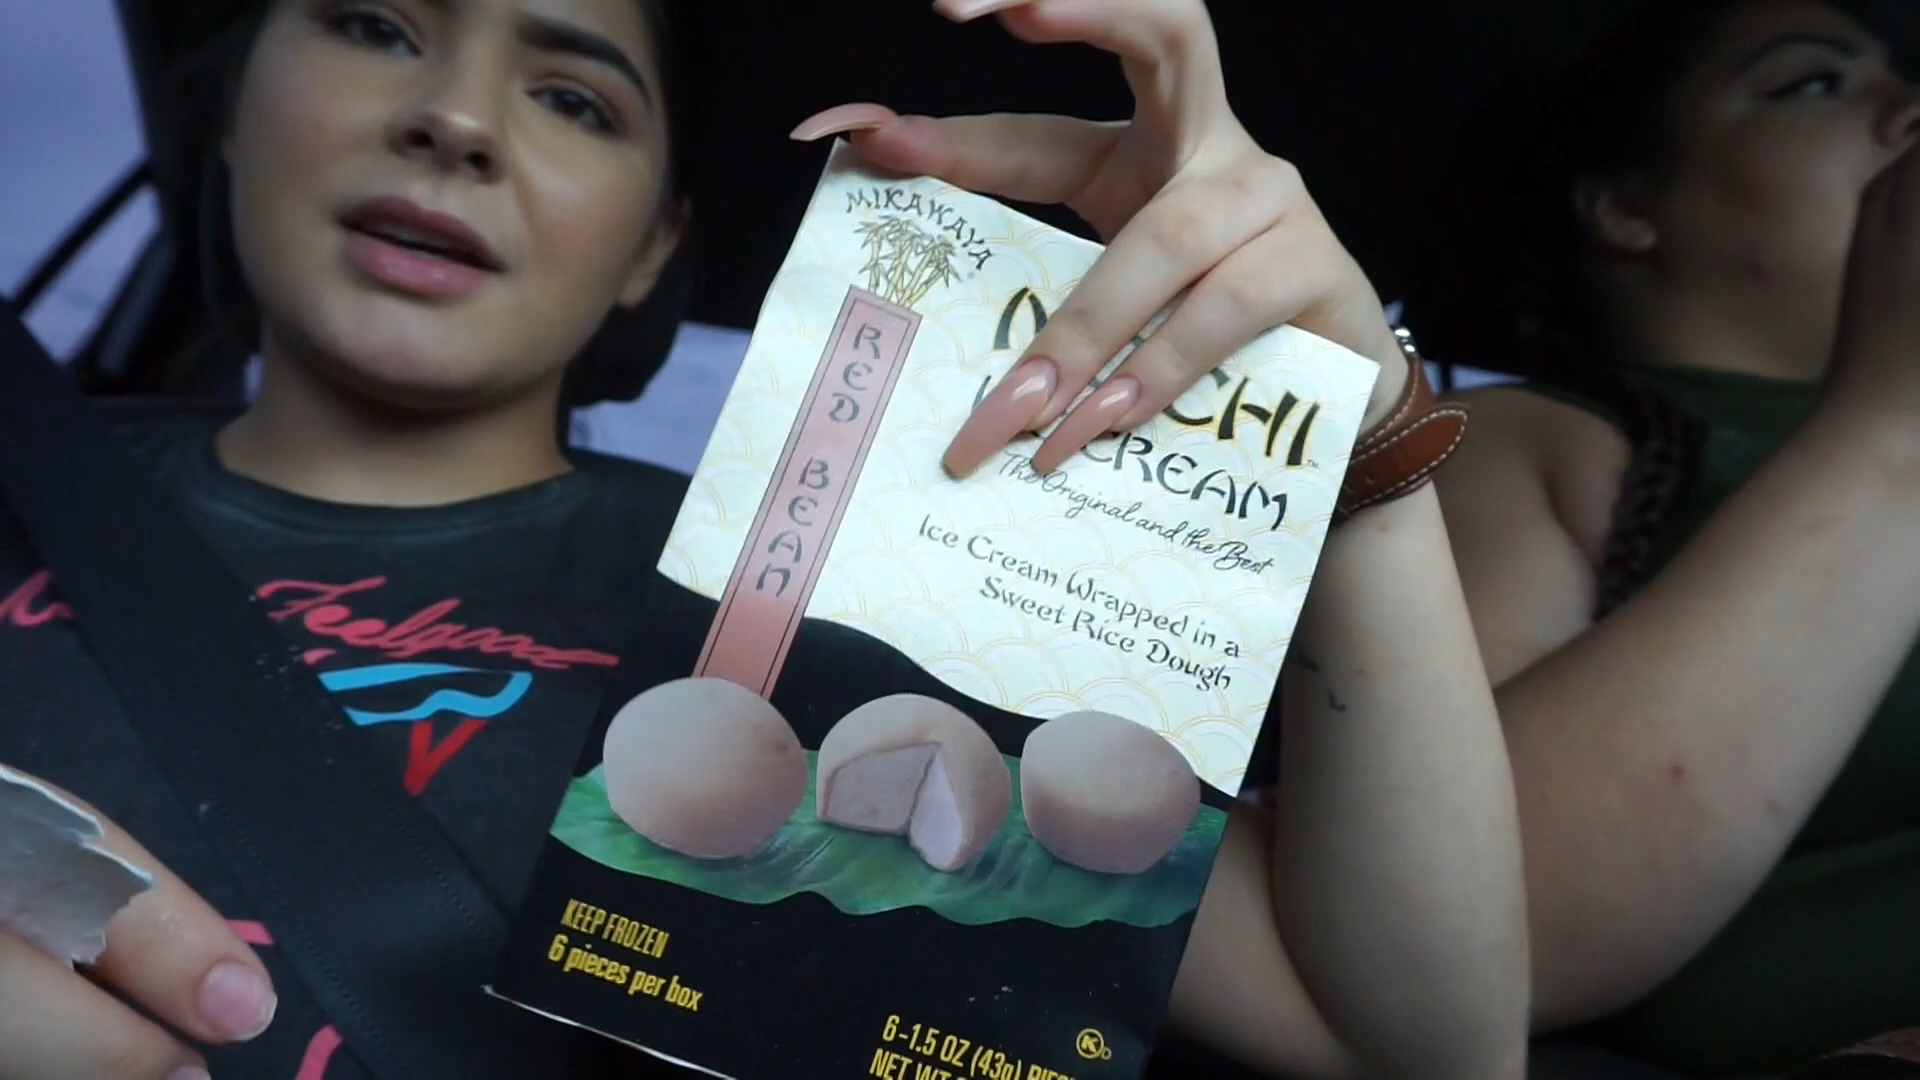 MIKAWAYA
RED BEAN
CHI
CREAM
The Original and the Best
Ice Cream Wrapped in a
Sweet Rice Dough
Feelgood
KEEP FROZEN
6 pieces per box
6-1.5 OZ (43g)
NET WT